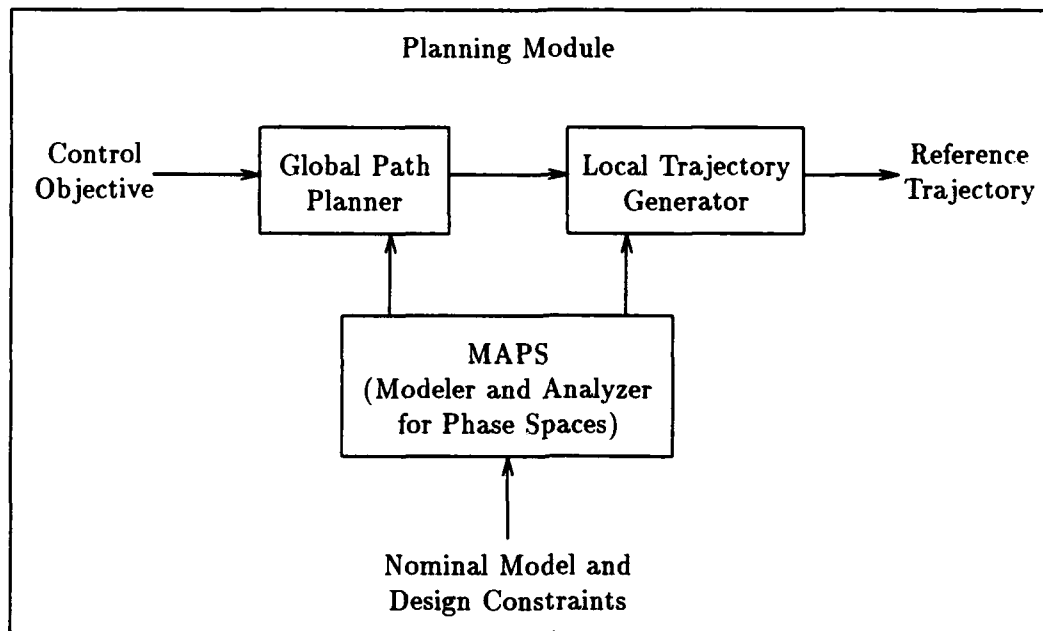 Planning Module
Control
Objective
Global Path
Planner
Local Trajectory
Generator
Reference
Trajectory
MAPS
(Modeler and Analyzer
for Phase Spaces)
Nominal Model and
Design Constraints